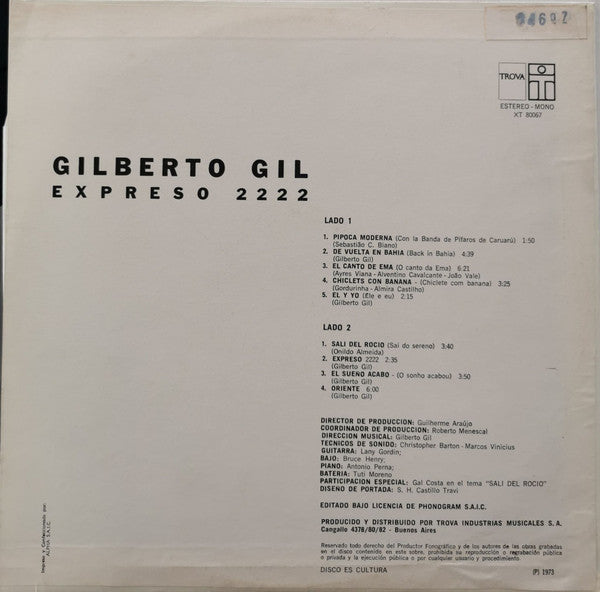 04697
TROVA
ESTEREO - MONO
XT 80067
GILBERTO GIL
EXPRESO 2222
LADO 1
1. PIPOCA MODERNA (Con la Banda de Pífaros de Caruarú) 1:50
(Sebastião C. Biano)
2. DE VUELTA EN BAHIA (Back in Bahia) 4:39
(Gilberto Gil)
3. EL CANTO DE EMA (O canto da Ema) 6:21
(Ayres Viana - Alventino Cavalcante - João Vale)
4. CHICLETS CON BANANA - (Chiclete com banana) 3:25
(Gordurinha - Almira Castilho)
5. EL Y YO (Ele e eu) 2:15
(Gilberto Gil)
LADO 2
1. SALI DEL ROCIO (Sai do sereno) 3:40
(Onildo Almeida)
2. EXPRESO 2222 2:35
(Gilberto Gil)
3. EL SUEÑO ACABO - (O sonho acabou) 3:50
(Gilberto Gil)
4. ORIENTE 6:00
(Gilberto Gil)
DIRECTOR DE PRODUCCION: Guilherme Araújo
COORDINADOR DE PRODUCCION: Roberto Menescal
DIRECCION MUSICAL: Gilberto Gil
TECNICOS DE SONIDO: Christopher Barton - Marcos Vinicius
GUITARRA: Lany Gordin;
BAJO: Bruce Henry;
PIANO: Antonio Perna;
BATERIA: Tuti Moreno
PARTICIPACION ESPECIAL: Gal Costa en el tema "SALI DEL ROCIO"
DISEÑO DE PORTADA: S. H. Castillo Travi
EDITADO BAJO LICENCIA DE PHONOGRAM S.A.I.C.
PRODUCIDO Y DISTRIBUIDO POR TROVA INDUSTRIAS MUSICALES S. A.
Caogallo 4378/80/82 - Buenos Aires
Reservado todo derecho del Productor Fonográfico y de los autores de las obras grabadas
en el disco contenido en este sobre, prohibida su reproducción o regrabación pública
o privada y la ejecución pública o por cualquier usuario y procedimiento.
DISCO ES CULTURA
(P) 1973
Impreso y Confeccionado por:
ALPHA S.A.I.C.